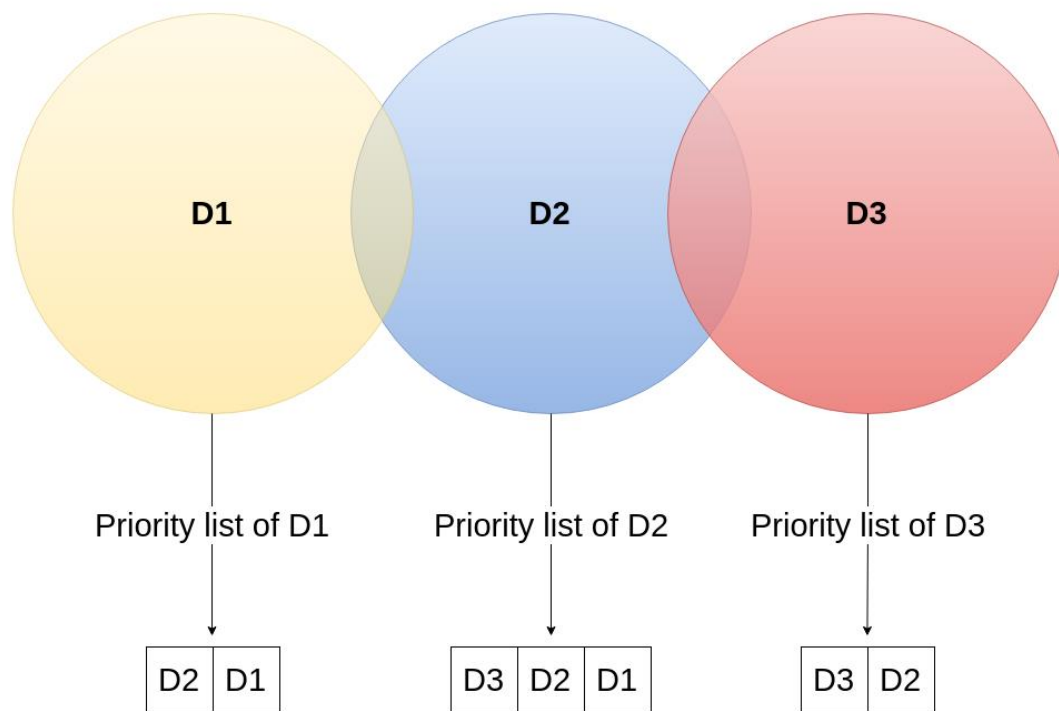 D1 D2 D3
Priority list of D1 Priority list of D2 Priority list of D3
D2 D1 D3 D2 D1 D3 D2